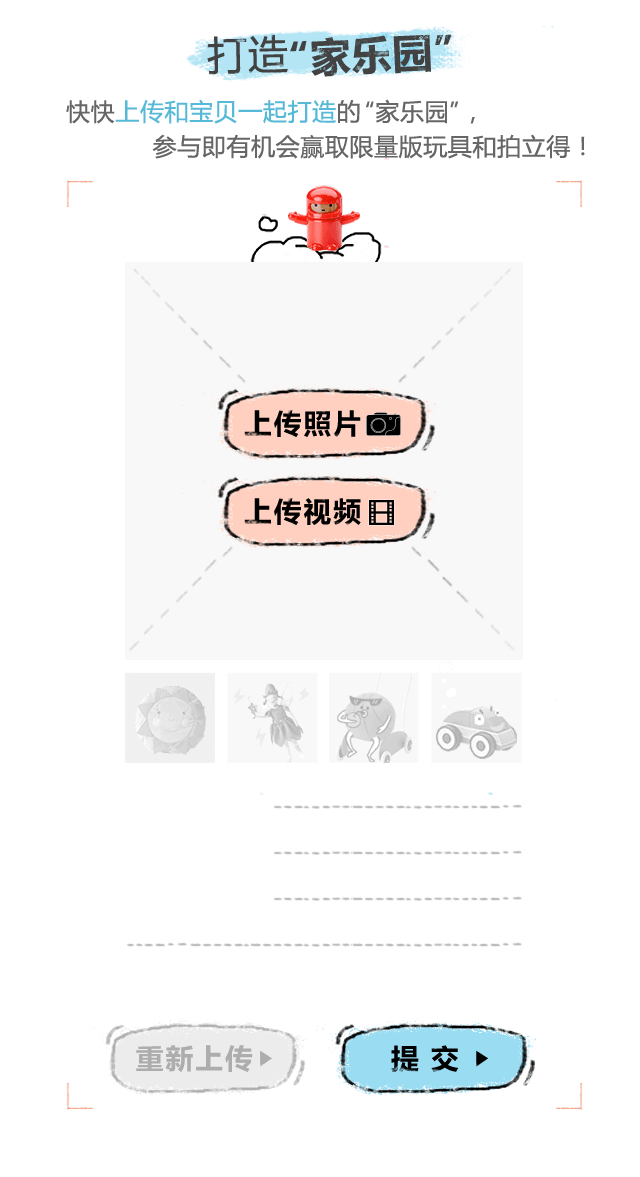 打造“家乐园”
快快上传和宝贝一起打造的“家乐园”,
参与即有机会赢取限量版玩具和拍立得!
上传照片
上传视频
重新上传
提交